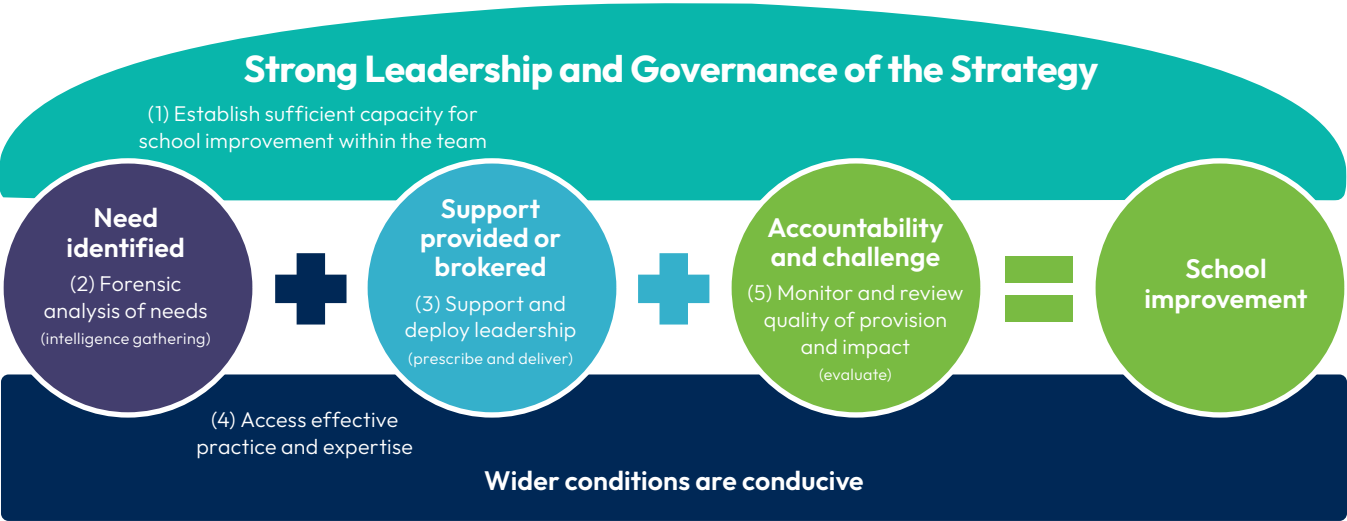 Strong Leadership and Governance of the Strategy
(1) Establish sufficient capacity for
school improvement within the team
Need
identified
(2) Forensic
analysis of needs
(intelligence gathering)
Support
provided or
brokered
(3) Support and
deploy leadership
(prescribe and deliver)
Accountability
and challenge
(5) Monitor and review
quality of provision
and impact
(evaluate)
School
improvement
(4) Access effective
practice and expertise
Wider conditions are conducive